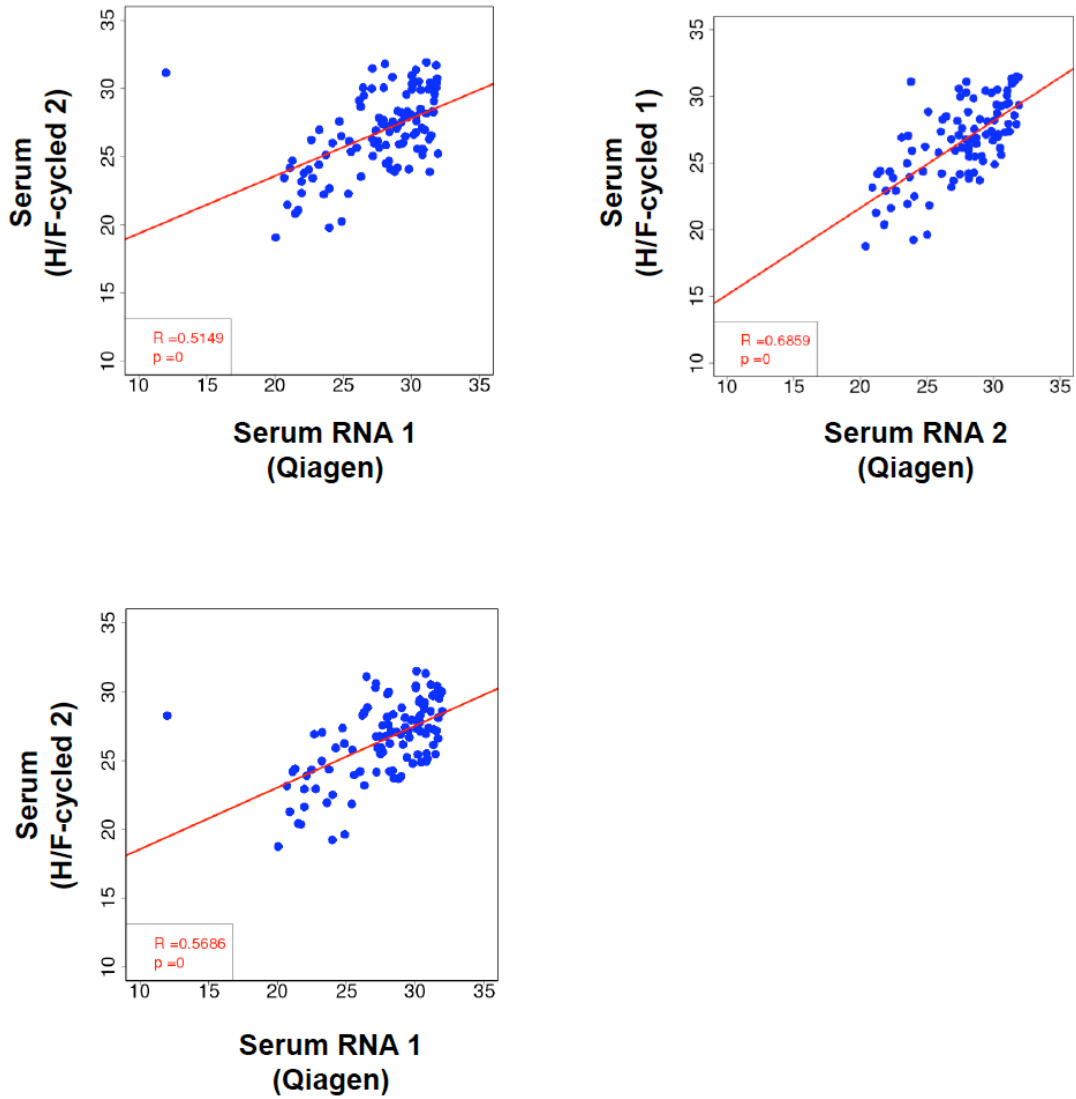 Serum
(H/F-cycled 2)
35
30
25
20
15
10
R =0.5149
p =0
10 15 20 25 30 35
Serum RNA 1
(Qiagen)
Serum
(H/F-cycled 1)
35
30
25
20
15
10
R =0.6859
p =0
10 15 20 25 30 35
Serum RNA 2
(Qiagen)
Serum
(H/F-cycled 2)
35
30
25
20
15
10
R =0.5686
p =0
10 15 20 25 30 35
Serum RNA 1
(Qiagen)